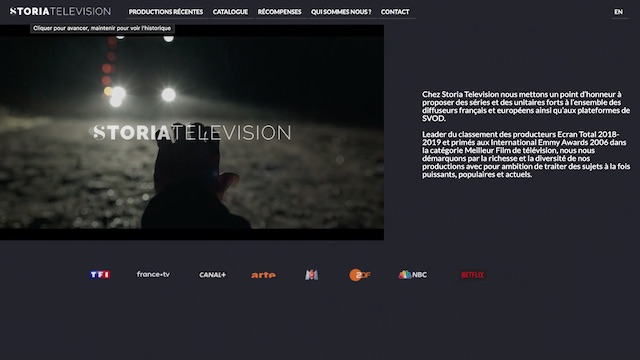 STORIATELEVISION
PRODUCTIONS RÉCENTES CATALOGUE RÉCOMPENSES QUI SOMMES NOUS ? CONTACT EN
Cliquer pour avancer, maintenir pour voir l'historique
STORIATELEVISION
Chez Storia Television nous mettons un point d'honneur à
proposer des séries et des unitaires forts à l'ensemble des
diffuseurs français et européens ainsi qu'aux plateformes de
SVOD.
Leader du classement des producteurs Ecran Total 2018-
2019 et primés aux International Emmy Awards 2006 dans
la catégorie Meilleur Film de télévision, nous nous
démarquons par la richesse et la diversité de nos
productions avec pour ambition de traiter des sujets à la fois
puissants, populaires et actuels.
TF1 france•tv CANAL+ arte M6 ZDF NBC NETFLIX